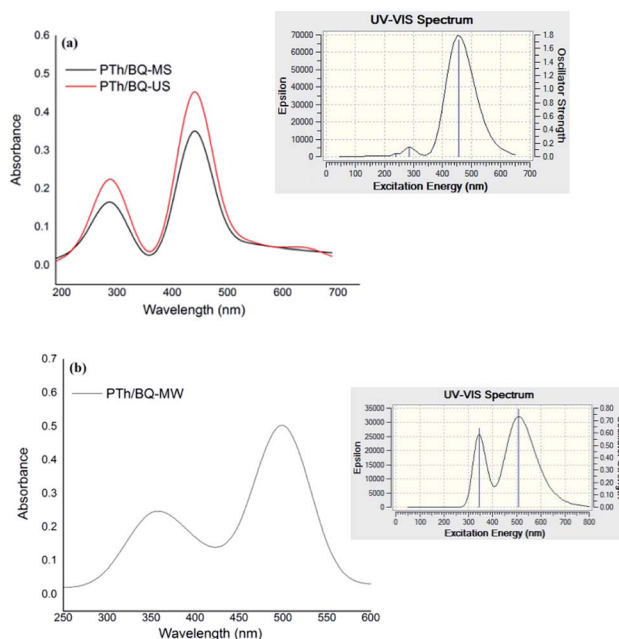 (a)
PTh/BQ-MS
PTh/BQ-US
Absorbance
0.6
0.5
0.4
0.3
0.2
0.1
0.0
200 300 400 500 600 700
Wavelength (nm)
UV-VIS Spectrum
Epsilon
70000
60000
50000
40000
30000
20000
10000
0
Oscillator Strength
1.8
1.6
1.4
1.2
1.0
0.8
0.6
0.4
0.2
0.0
0 100 200 300 400 500 600 700
Excitation Energy (nm)
(b)
PTh/BQ-MW
Absorbance
0.7
0.6
0.5
0.4
0.3
0.2
0.1
0.0
250 300 350 400 450 500 550 600
Wavelength (nm)
UV-VIS Spectrum
Epsilon
35000
30000
25000
20000
15000
10000
5000
0
0.80
0.70
0.60
0.50
0.40
0.30
0.20
0.10
0.00
0 100 200 300 400 500 600 700 800
Excitation Energy (nm)